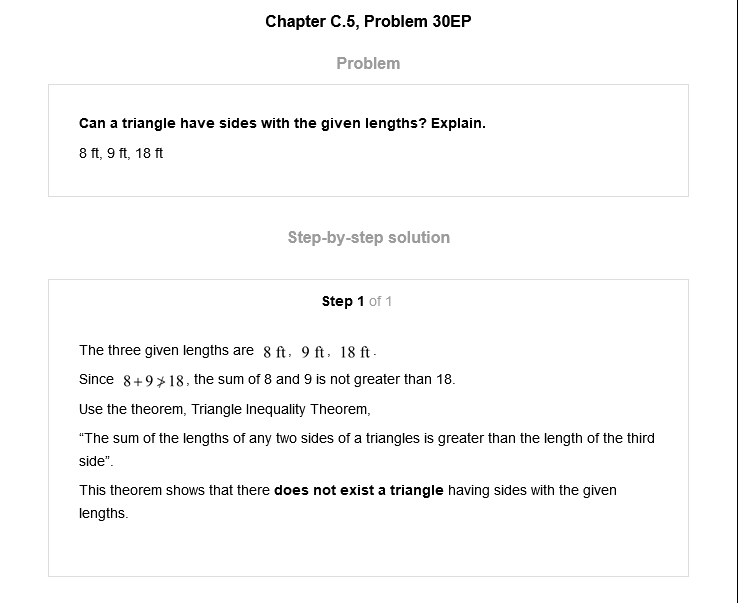 Chapter C.5, Problem 30EP
Problem
Can a triangle have sides with the given lengths? Explain.
8 ft, 9 ft, 18 ft
Step-by-step solution
Step 1 of 1
The three given lengths are 8 ft, 9 ft, 18 ft.
Since 8+9≯18, the sum of 8 and 9 is not greater than 18.
Use the theorem, Triangle Inequality Theorem,
“The sum of the lengths of any two sides of a triangles is greater than the length of the third
side”.
This theorem shows that there does not exist a triangle having sides with the given
lengths.